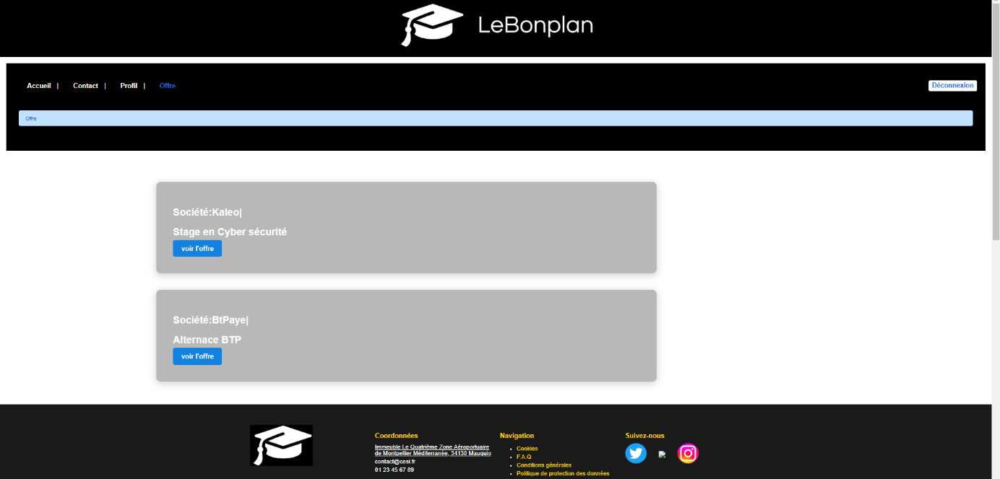 LeBonplan
Accueil | Contact | Profil | Offre
Déconnexion
Offre
Société:Kaleo|
Stage en Cyber sécurité
voir l'offre
Société:BtPaye|
Alternace BTP
voir l'offre
Coordonnées
Immeuble Le Quatrième Zone Aéroportuaire
de Montpellier Méditerranée, 34130 Mauguio
contact@cesi.fr
01 23 45 67 89
Navigation
Cookies
F.A.Q
Conditions générales
Politique de protection des données
Suivez-nous